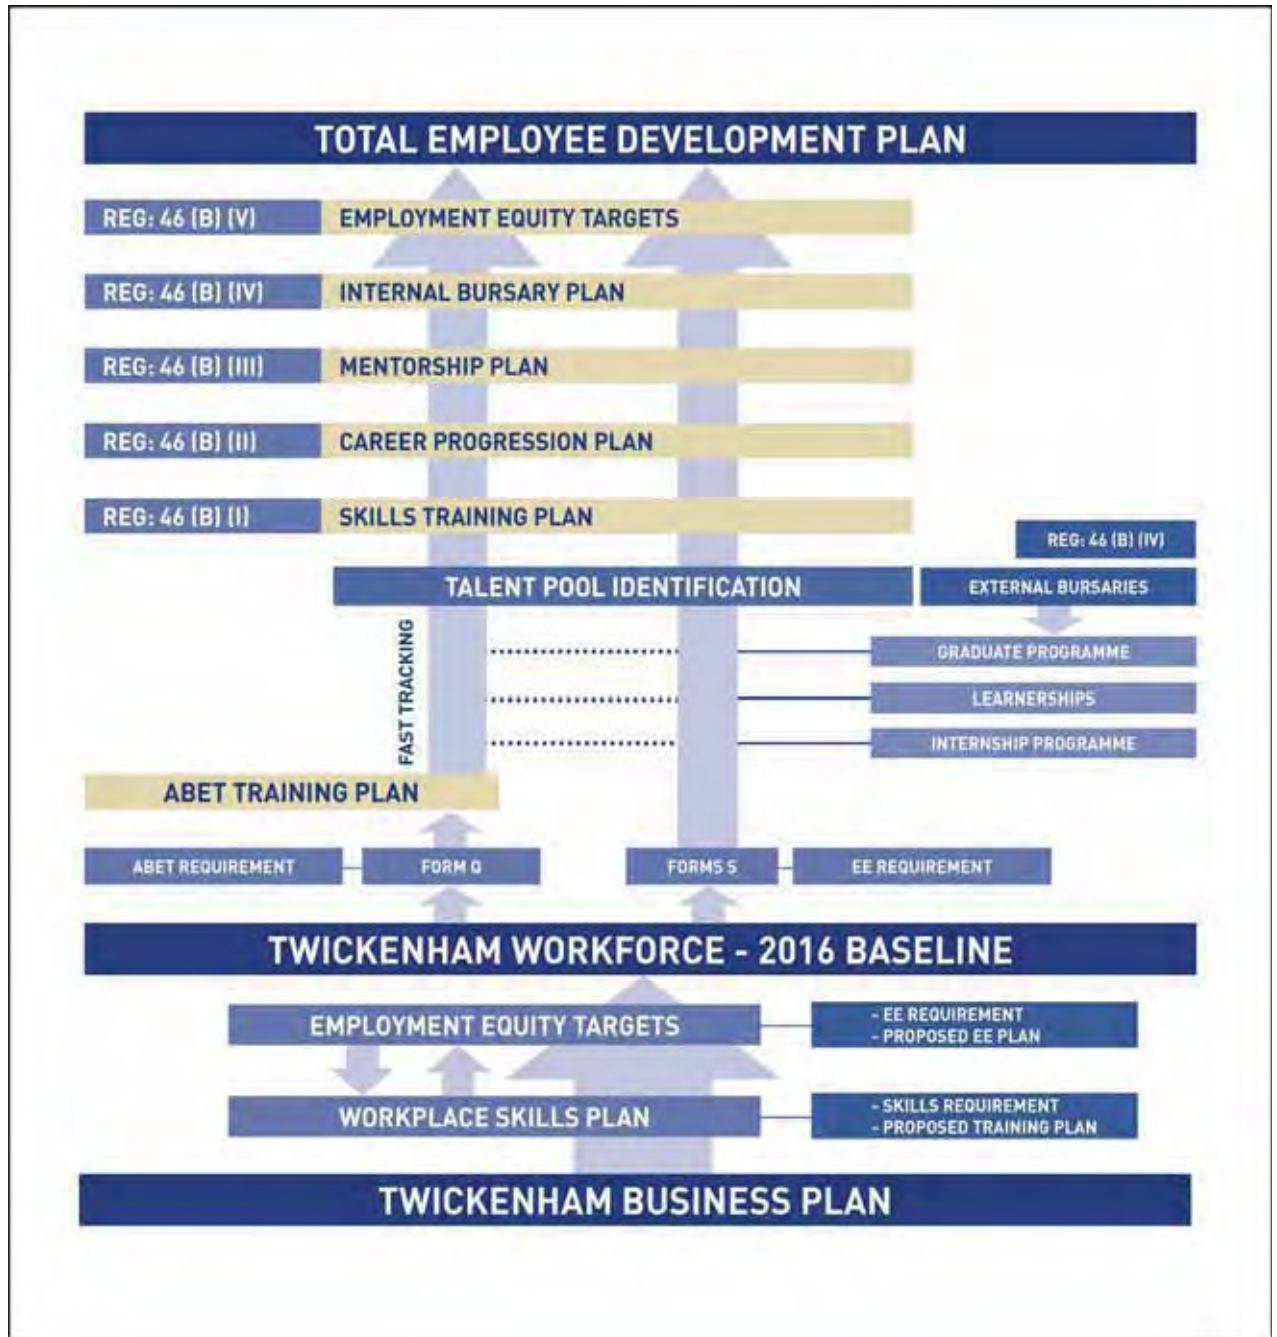 TOTAL EMPLOYEE DEVELOPMENT PLAN
REG: 46 (B) (V) EMPLOYMENT EQUITY TARGETS
REG: 46 (B) (IV) INTERNAL BURSARY PLAN
REG: 46 (B) (III) MENTORSHIP PLAN
REG: 46 (B) (II) CAREER PROGRESSION PLAN
REG: 46 (B) (I) SKILLS TRAINING PLAN
REG: 46 (B) (IV)
TALENT POOL IDENTIFICATION
EXTERNAL BURSARIES
FAST TRACKING
GRADUATE PROGRAMME
LEARNERSHIPS
INTERNSHIP PROGRAMME
ABET TRAINING PLAN
ABET REQUIREMENT
FORM Q
FORMS S
EE REQUIREMENT
TWICKENHAM WORKFORCE - 2016 BASELINE
EMPLOYMENT EQUITY TARGETS
- EE REQUIREMENT
- PROPOSED EE PLAN
WORKPLACE SKILLS PLAN
- SKILLS REQUIREMENT
- PROPOSED TRAINING PLAN
TWICKENHAM BUSINESS PLAN